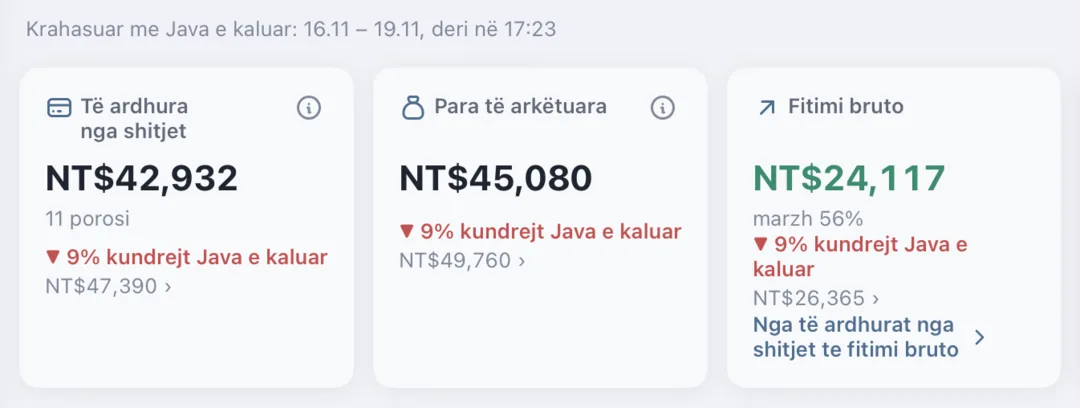 Krahasuar me Java e kaluar: 16.11 – 19.11, deri në 17:23
Të ardhura
nga shitjet
NT$42,932
11 porosi
▼ 9% kundrejt Java e kaluar
NT$47,390 ›
Para të arkëtuara
NT$45,080
▼ 9% kundrejt Java e kaluar
NT$49,760 ›
Fitimi bruto
NT$24,117
marzh 56%
▼ 9% kundrejt Java e
kaluar
NT$26,365 ›
Nga të ardhurat nga
shitjet te fitimi bruto